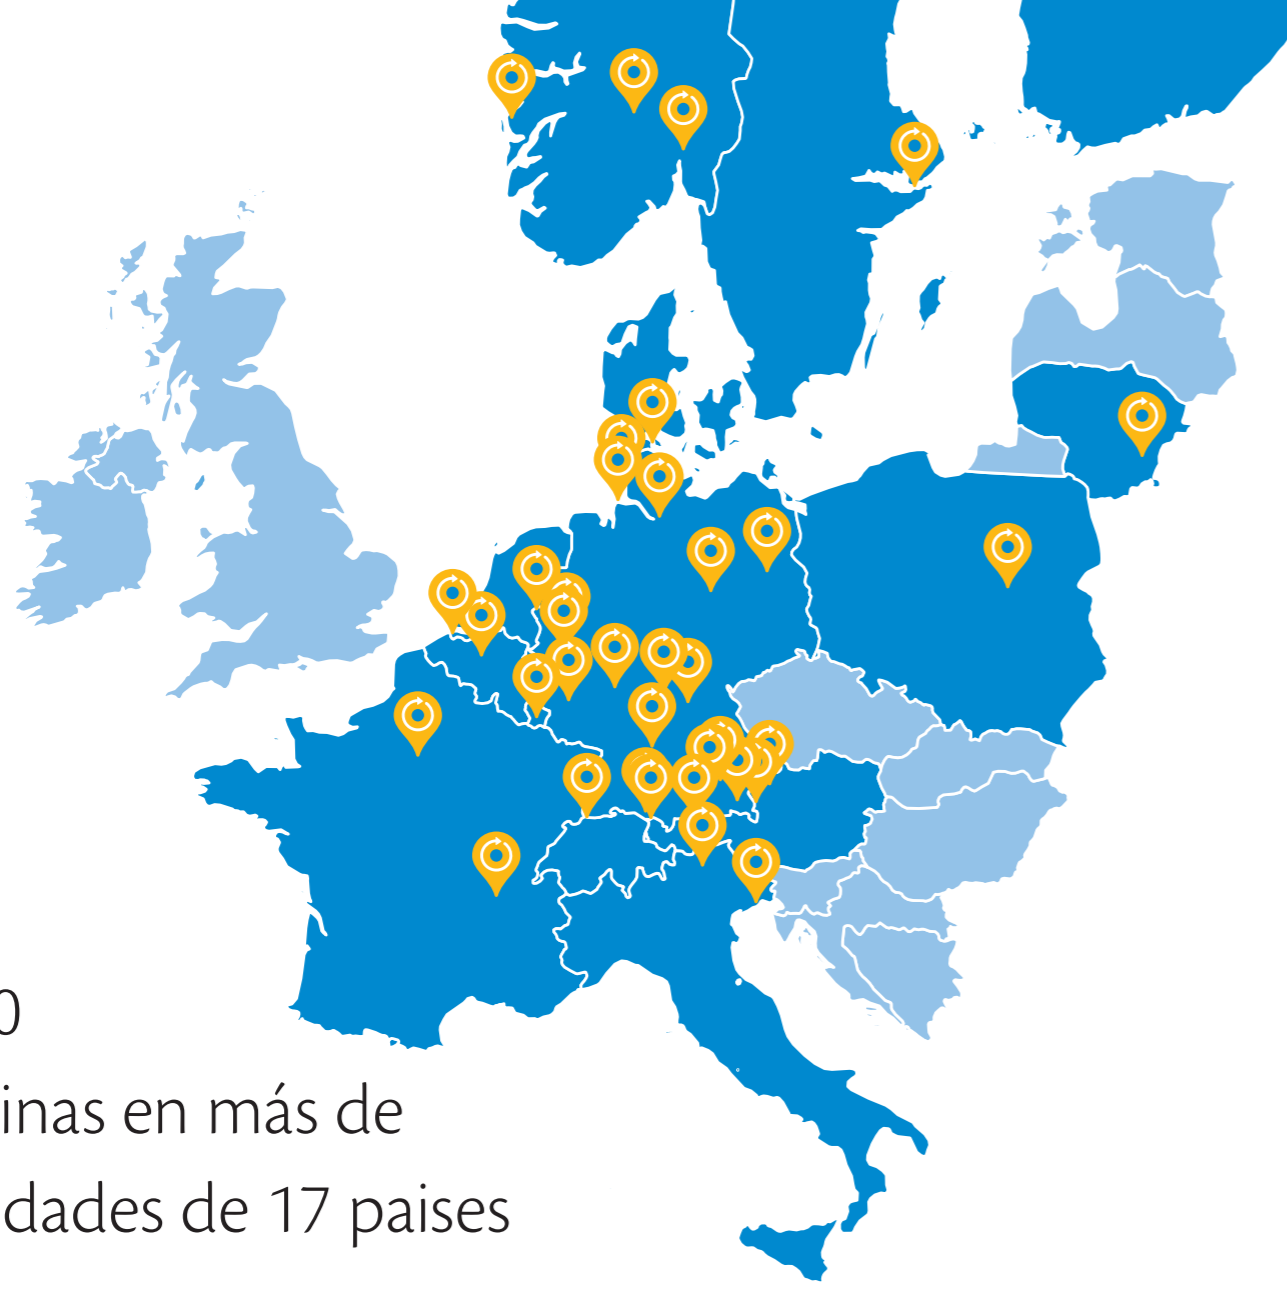 0
inas en más de
dades de 17 paises